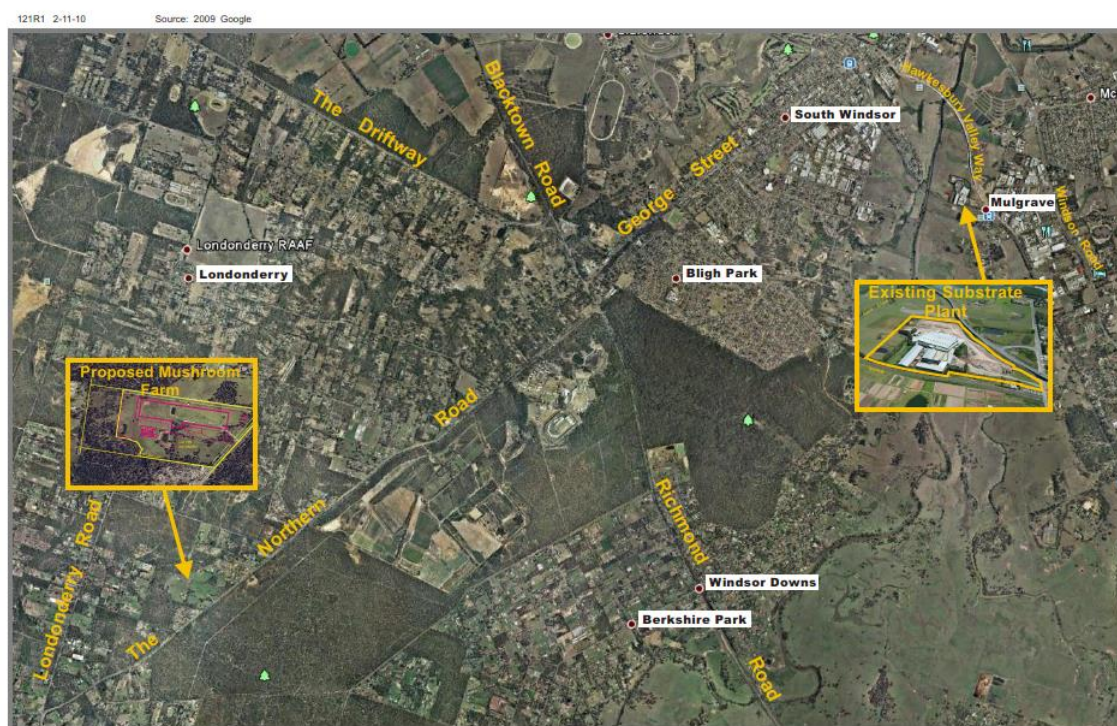 121R1 2-11-10 Source: 2009 Google
The Driftway
Blacktown Road
George Street
South Windsor
Hawkesbury Valley Way
Mc
Mulgrave
Windsor Road
Londonderry RAAF
Londonderry
Bligh Park
Existing Substrate
Plant
Proposed Mushroom
Farm
Londonderry Road
The Northern Road
Richmond Road
Windsor Downs
Berkshire Park